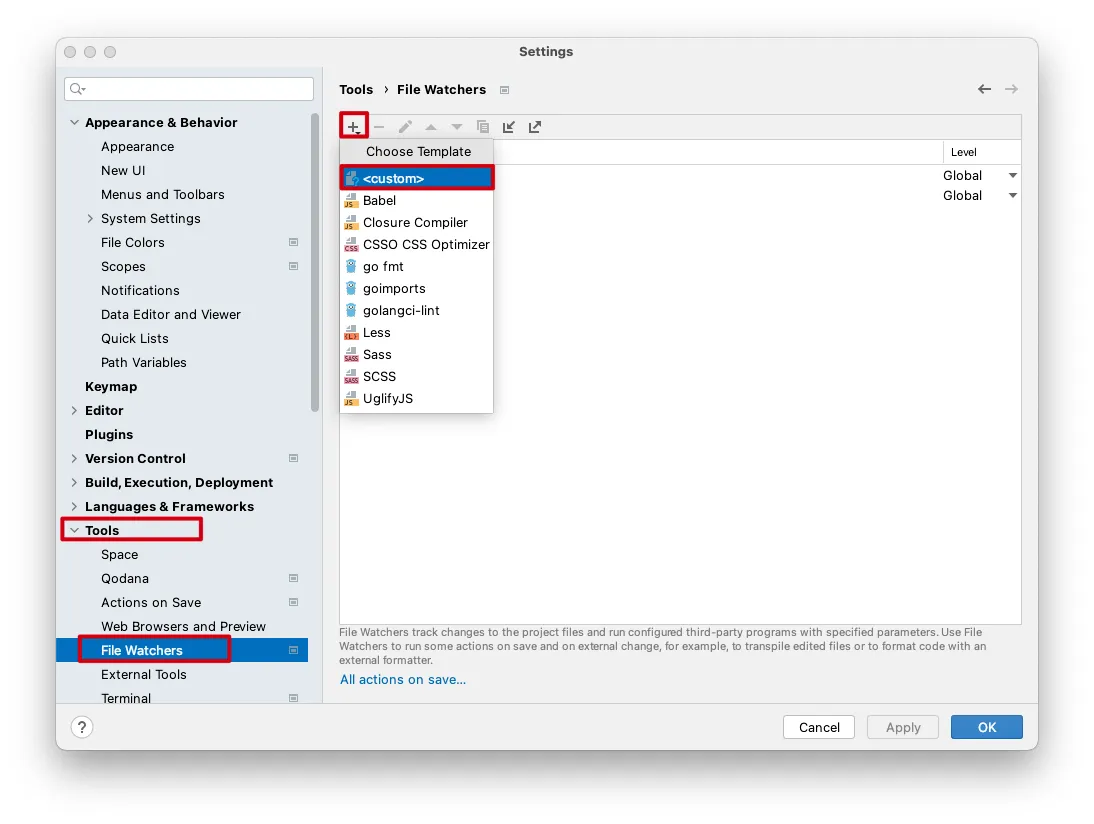 Settings
Appearance & Behavior
Appearance
New UI
Menus and Toolbars
System Settings
File Colors
Scopes
Notifications
Data Editor and Viewer
Quick Lists
Path Variables
Keymap
Editor
Plugins
Version Control
Build, Execution, Deployment
Languages & Frameworks
Tools
Space
Qodana
Actions on Save
Web Browsers and Preview
File Watchers
External Tools
Terminal
Tools › File Watchers
Choose Template
<custom>
Babel
Closure Compiler
CSSO CSS Optimizer
go fmt
goimports
golangci-lint
Less
Sass
SCSS
UglifyJS
Level
Global
Global
File Watchers track changes to the project files and run configured third-party programs with specified parameters. Use File
Watchers to run some actions on save and on external change, for example, to transpile edited files or to format code with an
external formatter.
All actions on save...
?
Cancel
Apply
OK